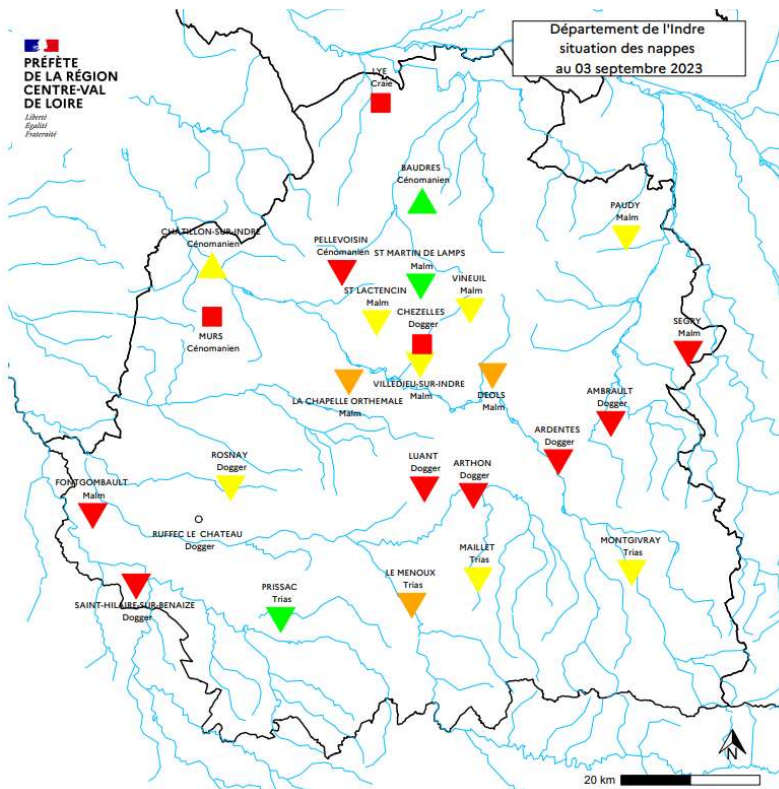 Département de l'Indre
situation des nappes
au 03 septembre 2023
PRÉFÈTE
DE LA RÉGION
CENTRE-VAL
DE LOIRE
Liberté
Égalité
Fraternité
LYE
Craie
BAUDRES
Cénomanien
PAUDY
Malm
CHATILLON-SUR-INDRE
Cénomanien
PELLEVOISIN
Cénomanien
ST MARTIN DE LAMPS
Malm
VINEUIL
Malm
ST LACTENCIN
Malm
CHEZELLES
Dogger
MURS
Cénomanien
SEGRY
Malm
LA CHAPELLE ORTHEMALE
Malm
VILLEDIEU-SUR-INDRE
Malm
DEOLS
Malm
AMBRAULT
Dogger
ARDENTES
Dogger
ROSNAY
Dogger
LUANT
Dogger
ARTHON
Dogger
FONTGOMBAULT
Malm
RUFFEC LE CHATEAU
Dogger
MONTGIVRAY
Trias
MAILLET
Trias
LE MENOUX
Trias
PRISSAC
Trias
SAINT-HILAIRE-SUR-BENAIZE
Dogger
N
20 km